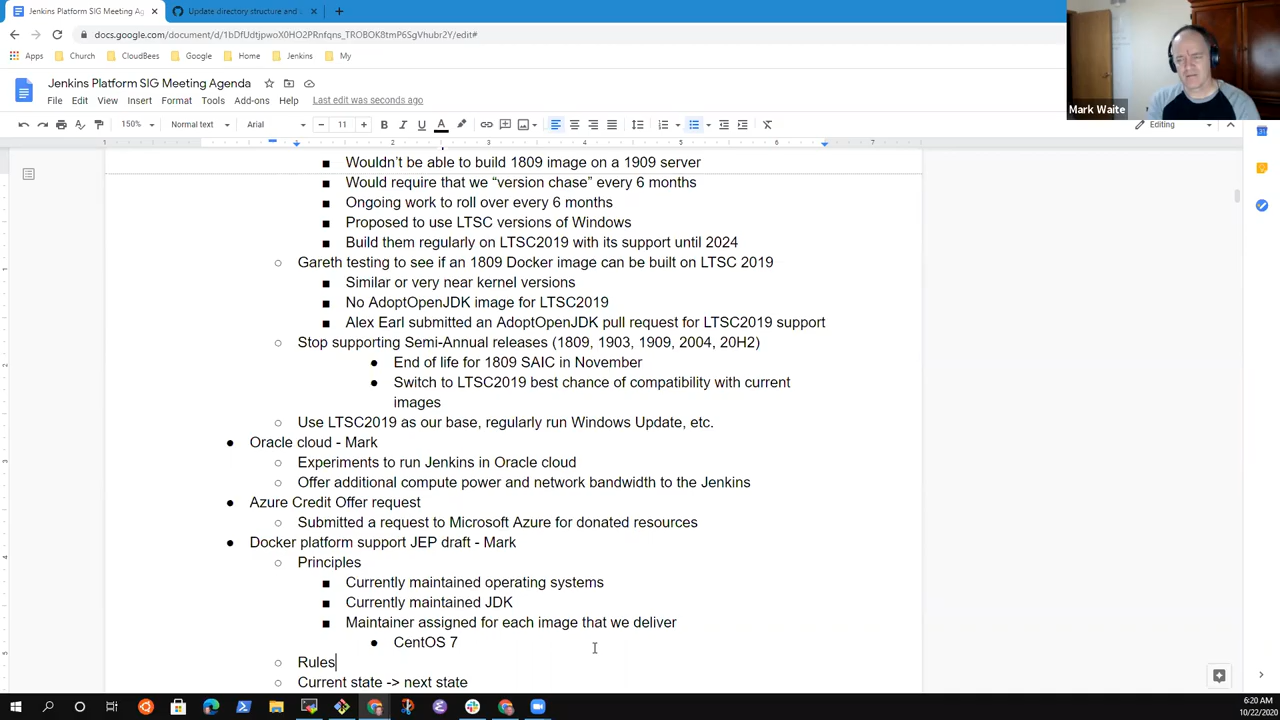 Jenkins Platform SIG Meeting Ag
Update directory structure and
docs.google.com/document/d/1bDfUdtjpwoX0HO2PRnfqns_TROBOK8tmP6SgVhubr2Y/edit#
Apps Church CloudBees Google Home Jenkins My
Mark Waite
Jenkins Platform SIG Meeting Agenda
File Edit View Insert Format Tools Add-ons Help Last edit was seconds ago
150% Normal text Arial 11 Editing
1 1 2 3 4 5 6 7
■ Wouldn't be able to build 1809 image on a 1909 server
■ Would require that we “version chase” every 6 months
■ Ongoing work to roll over every 6 months
■ Proposed to use LTSC versions of Windows
■ Build them regularly on LTSC2019 with its support until 2024
○ Gareth testing to see if an 1809 Docker image can be built on LTSC 2019
■ Similar or very near kernel versions
■ No AdoptOpenJDK image for LTSC2019
■ Alex Earl submitted an AdoptOpenJDK pull request for LTSC2019 support
○ Stop supporting Semi-Annual releases (1809, 1903, 1909, 2004, 20H2)
● End of life for 1809 SAIC in November
● Switch to LTSC2019 best chance of compatibility with current
images
○ Use LTSC2019 as our base, regularly run Windows Update, etc.
● Oracle cloud - Mark
○ Experiments to run Jenkins in Oracle cloud
○ Offer additional compute power and network bandwidth to the Jenkins
● Azure Credit Offer request
○ Submitted a request to Microsoft Azure for donated resources
● Docker platform support JEP draft - Mark
○ Principles
■ Currently maintained operating systems
■ Currently maintained JDK
■ Maintainer assigned for each image that we deliver
● CentOS 7
○ Rules
○ Current state -> next state
6:20 AM
10/22/2020